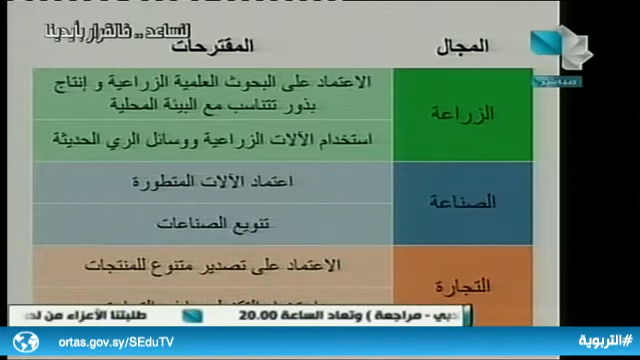 لنساعد .. فالقرار بأيدينا
المجال
المقترحات
مباشر
الزراعة
الاعتماد على البحوث العلمية الزراعية و إنتاج
بذور تتناسب مع البيئة المحلية
استخدام الآلات الزراعية ووسائل الري الحديثة
الصناعة
اعتماد الآلات المتطورة
تنويع الصناعات
التجارة
الاعتماد على تصدير متنوع للمنتجات
دبي - مراجعة ) وتعاد الساعة 20.00
طلبتنا الأعزاء من
#التربوية
ortas.gov.sy/SEduTV